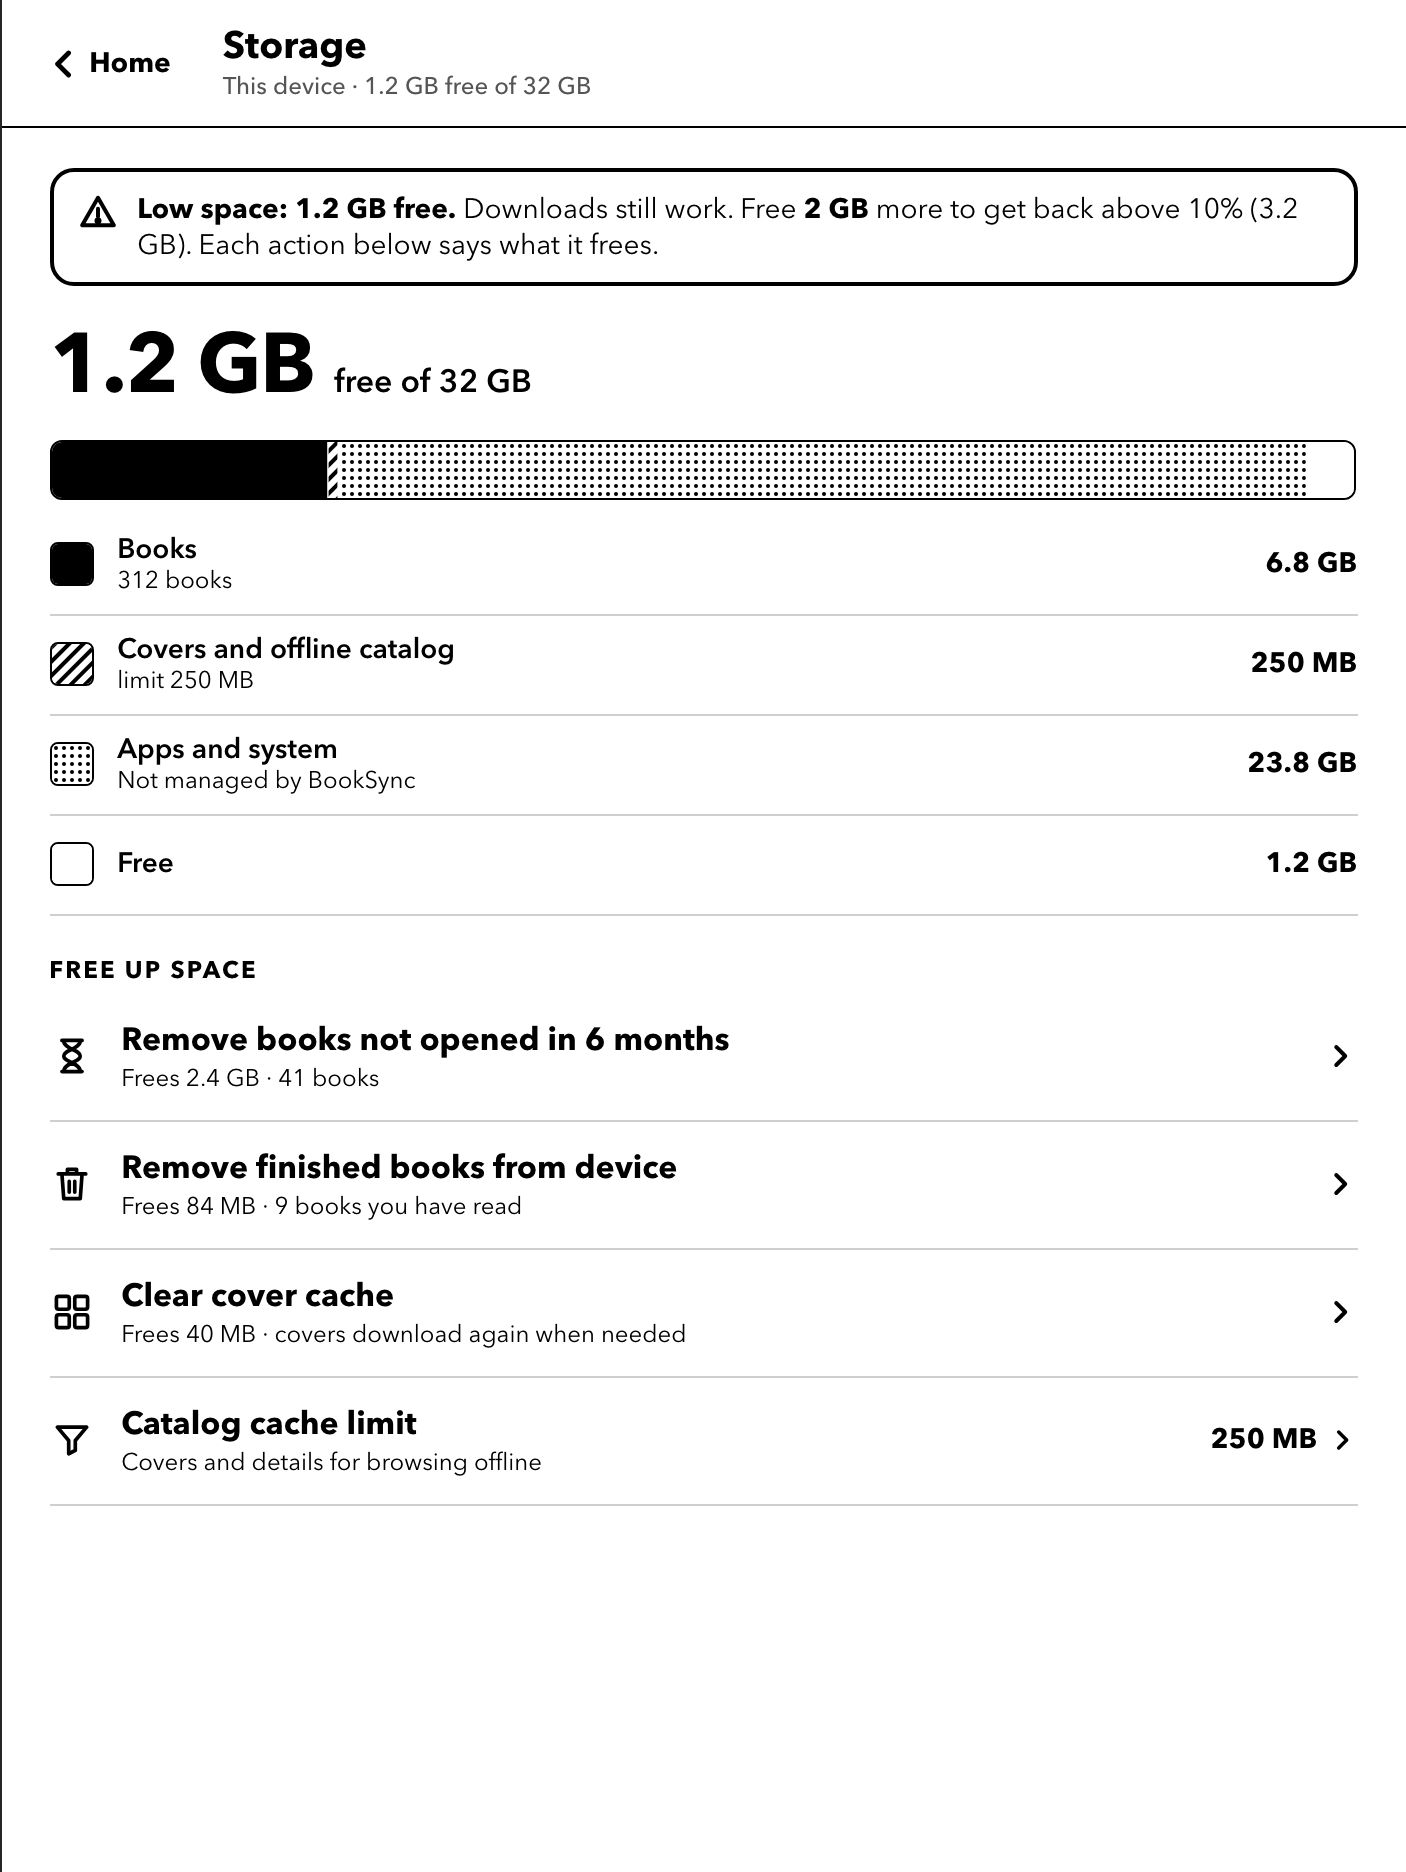 Home
Storage
This device · 1.2 GB free of 32 GB
Low space: 1.2 GB free. Downloads still work. Free 2 GB more to get back above 10% (3.2
GB). Each action below says what it frees.
1.2 GB free of 32 GB
Books
312 books
6.8 GB
Covers and offline catalog
limit 250 MB
250 MB
Apps and system
Not managed by BookSync
23.8 GB
Free
1.2 GB
FREE UP SPACE
Remove books not opened in 6 months
Frees 2.4 GB · 41 books
Remove finished books from device
Frees 84 MB · 9 books you have read
Clear cover cache
Frees 40 MB · covers download again when needed
Catalog cache limit
Covers and details for browsing offline
250 MB